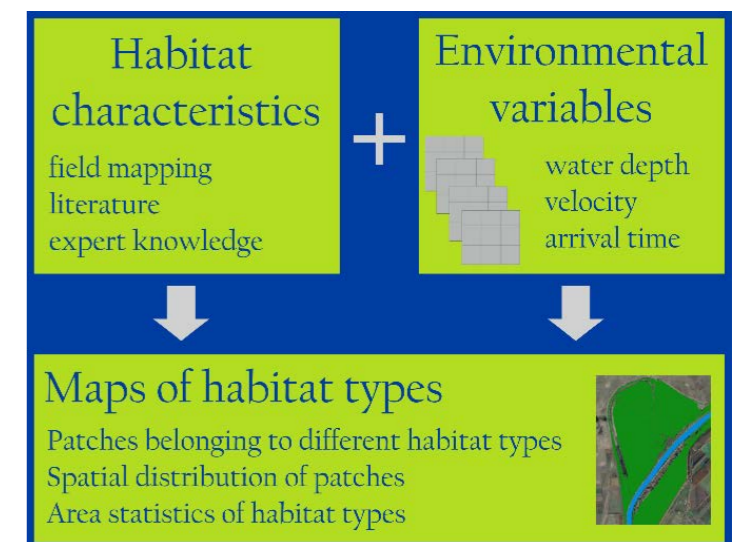 Habitat
characteristics
field mapping
literature
expert knowledge
+
Environmental
variables
water depth
velocity
arrival time
Maps of habitat types
Patches belonging to different habitat types
Spatial distribution of patches
Area statistics of habitat types